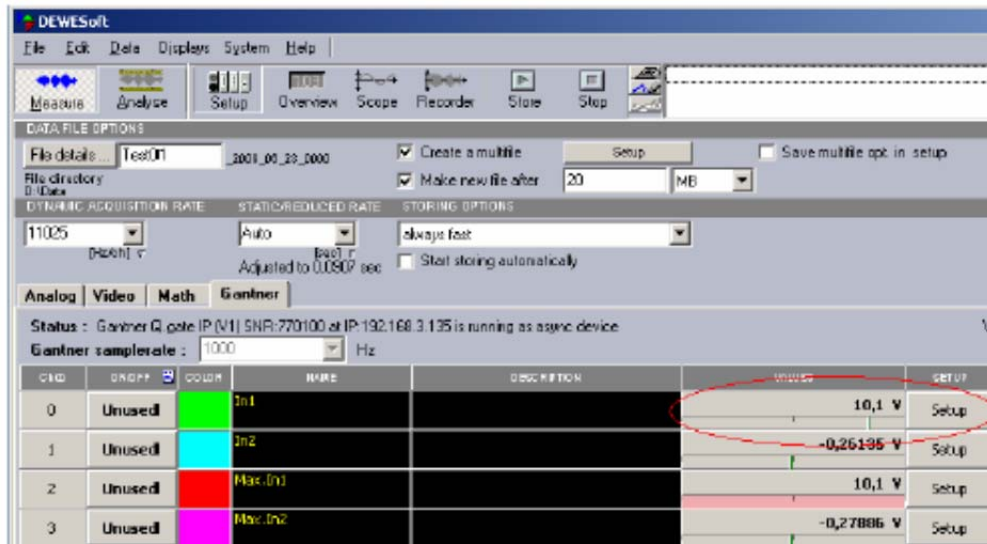 DEWESoft
File Edit Data Displays System Help
Measure Analyse Setup Overview Scope Recorder Store Stop
DATA FILE OPTIONS
File details ... Test01 Create a multifile Setup Save multifile opt. in setup
File directory
D:\Data
Make new file after 20 MB
DYNAMIC ACQUISITION RATE STATIC/REDUCED RATE STORING OPTIONS
11025 Auto always fast
[Hz/ch] [sec]
Adjusted to 0.0907 sec Start storing automatically
Analog Video Math Gantner
Status : Gantner Q.gate IP (V1) SNR:770100 at IP:192.168.3.135 is running as async device
Gantner samplerate : 1000 Hz
ON/OFF COLOR NAME DESCRIPTION VALUES SETUP
0 Unused In1 10,1 V Setup
1 Unused In2 -0,26135 V Setup
2 Unused Max.In1 10,1 V Setup
3 Unused Max.In2 -0,27886 V Setup